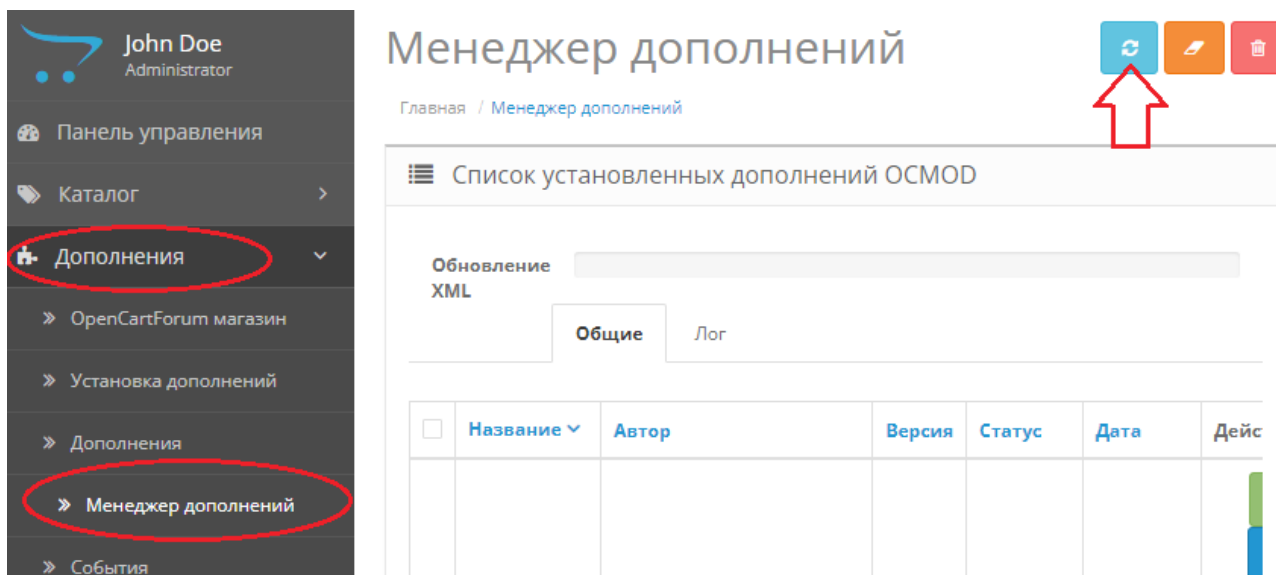 John Doe
Administrator
Панель управления
Каталог
Дополнения
OpenCartForum магазин
Установка дополнений
Дополнения
Менеджер дополнений
События
Менеджер дополнений
Главная / Менеджер дополнений
Список установленных дополнений OCMOD
Обновление
XML
Общие Лог
Название Автор Версия Статус Дата Дейс